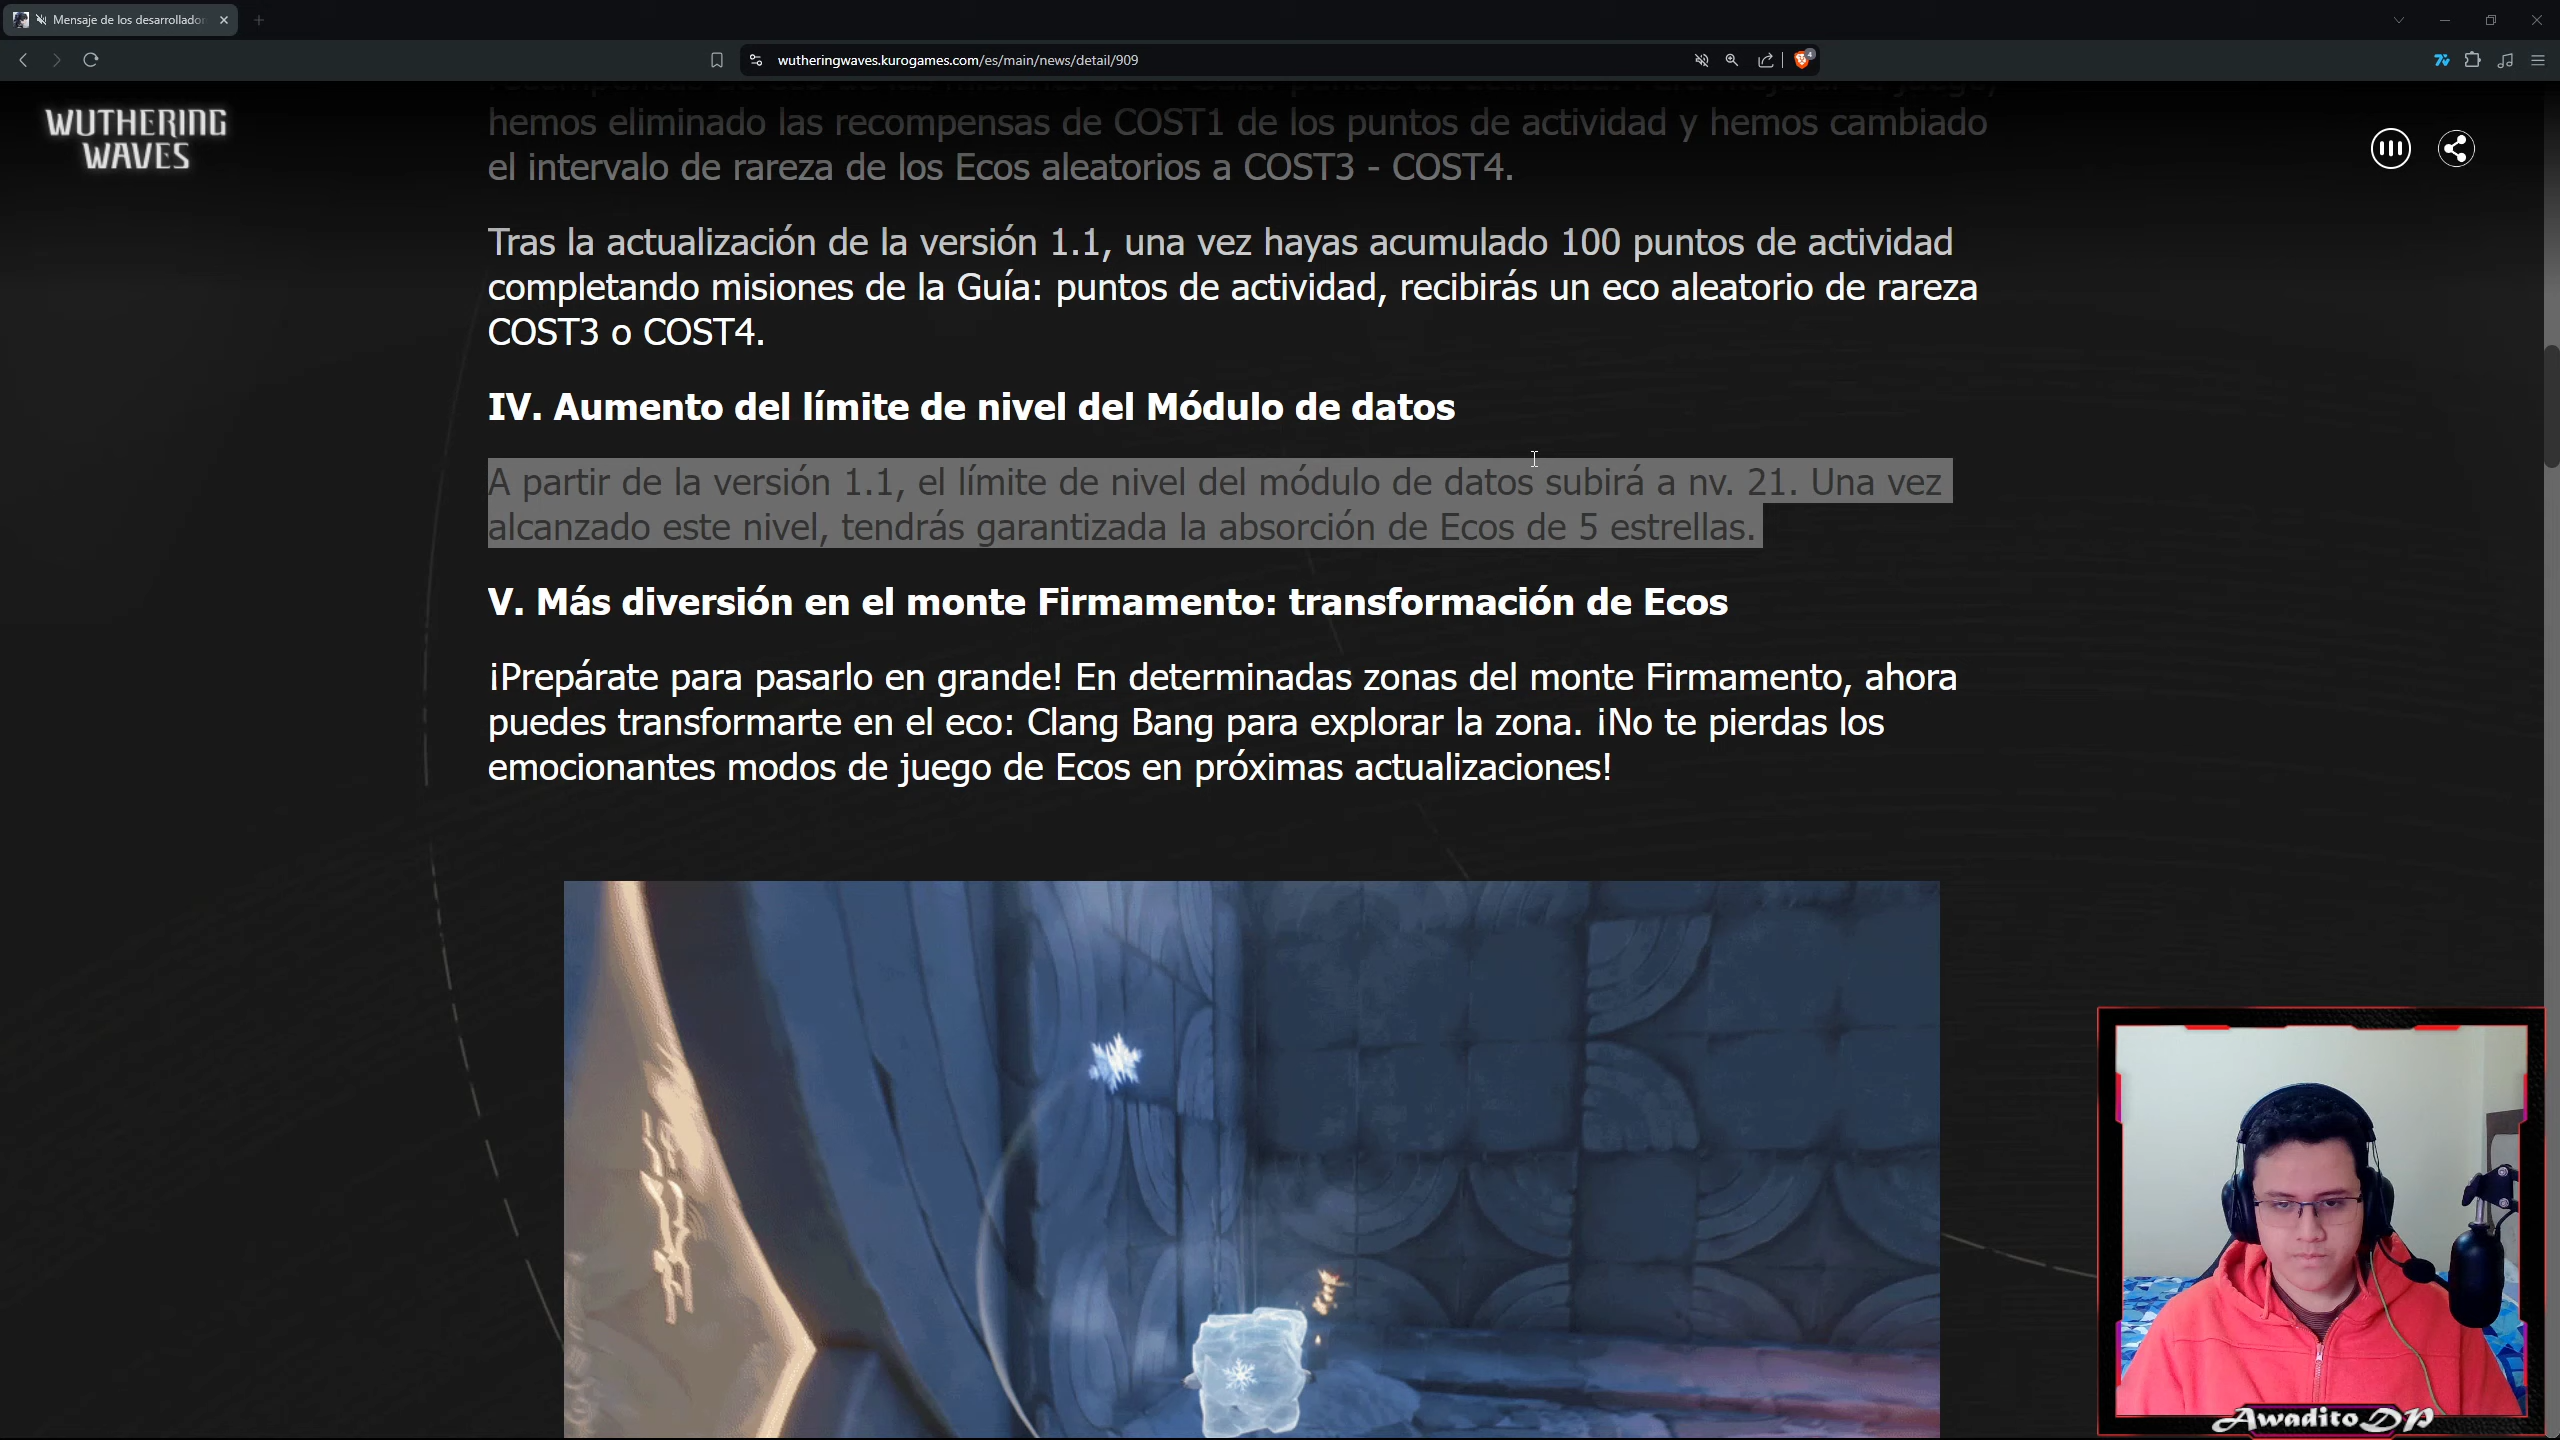 Mensaje de los desarrollador
wutheringwaves.kurogames.com/es/main/news/detail/909
4
WUTHERING
WAVES
hemos eliminado las recompensas de COST1 de los puntos de actividad y hemos cambiado
el intervalo de rareza de los Ecos aleatorios a COST3 - COST4.
Tras la actualización de la versión 1.1, una vez hayas acumulado 100 puntos de actividad
completando misiones de la Guía: puntos de actividad, recibirás un eco aleatorio de rareza
COST3 o COST4.
IV. Aumento del límite de nivel del Módulo de datos
A partir de la versión 1.1, el límite de nivel del módulo de datos subirá a nv. 21. Una vez
alcanzado este nivel, tendrás garantizada la absorción de Ecos de 5 estrellas.
V. Más diversión en el monte Firmamento: transformación de Ecos
¡Prepárate para pasarlo en grande! En determinadas zonas del monte Firmamento, ahora
puedes transformarte en el eco: Clang Bang para explorar la zona. ¡No te pierdas los
emocionantes modos de juego de Ecos en próximas actualizaciones!
AwaditoDP